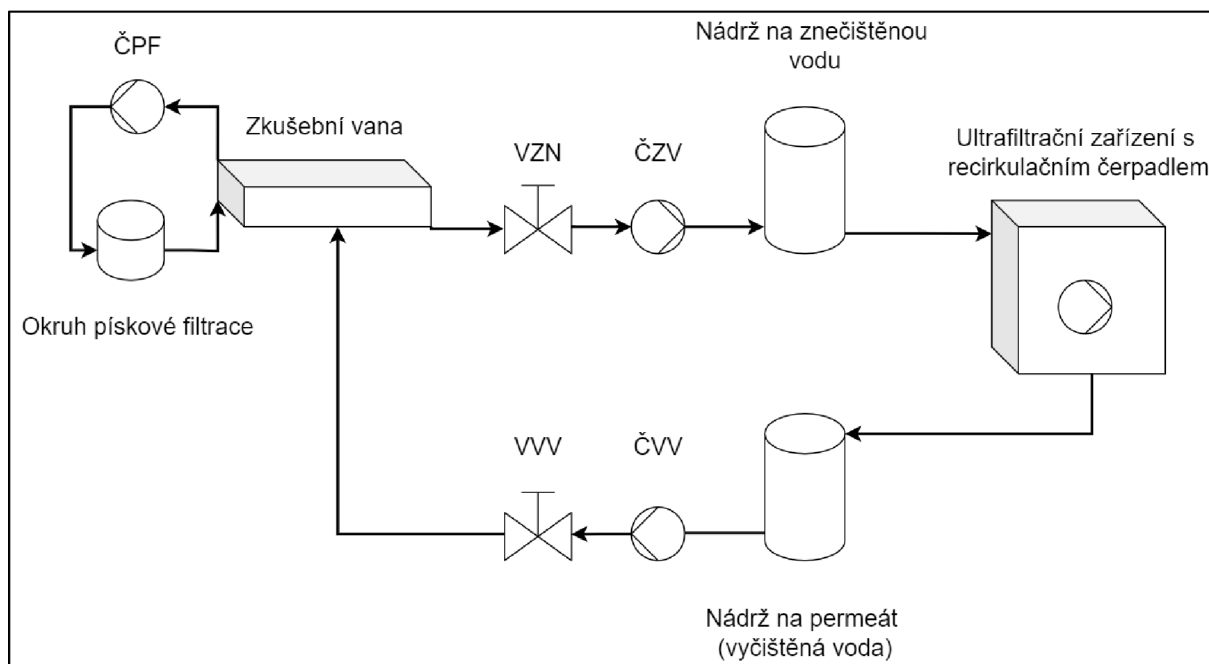 ČPF
Nádrž na znečištěnou
vodu
Zkušební vana
VZN
ČZV
Ultrafiltrační zařízení s
recirkulačním čerpadlem
Okruh pískové filtrace
VVV
ČVV
Nádrž na permeát
(vyčištěná voda)